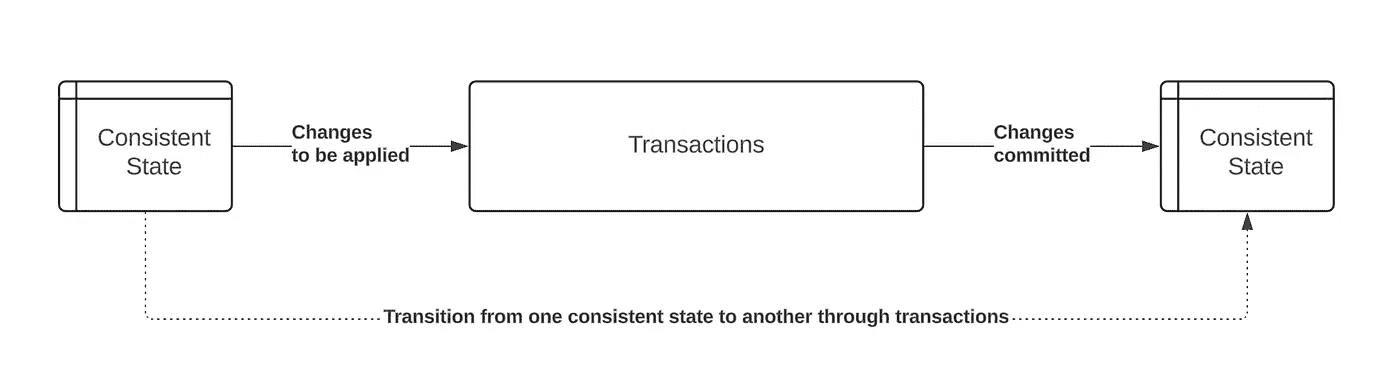 Consistent
State
Changes
to be applied
Transactions
Changes
committed
Consistent
State
Transition from one consistent state to another through transactions